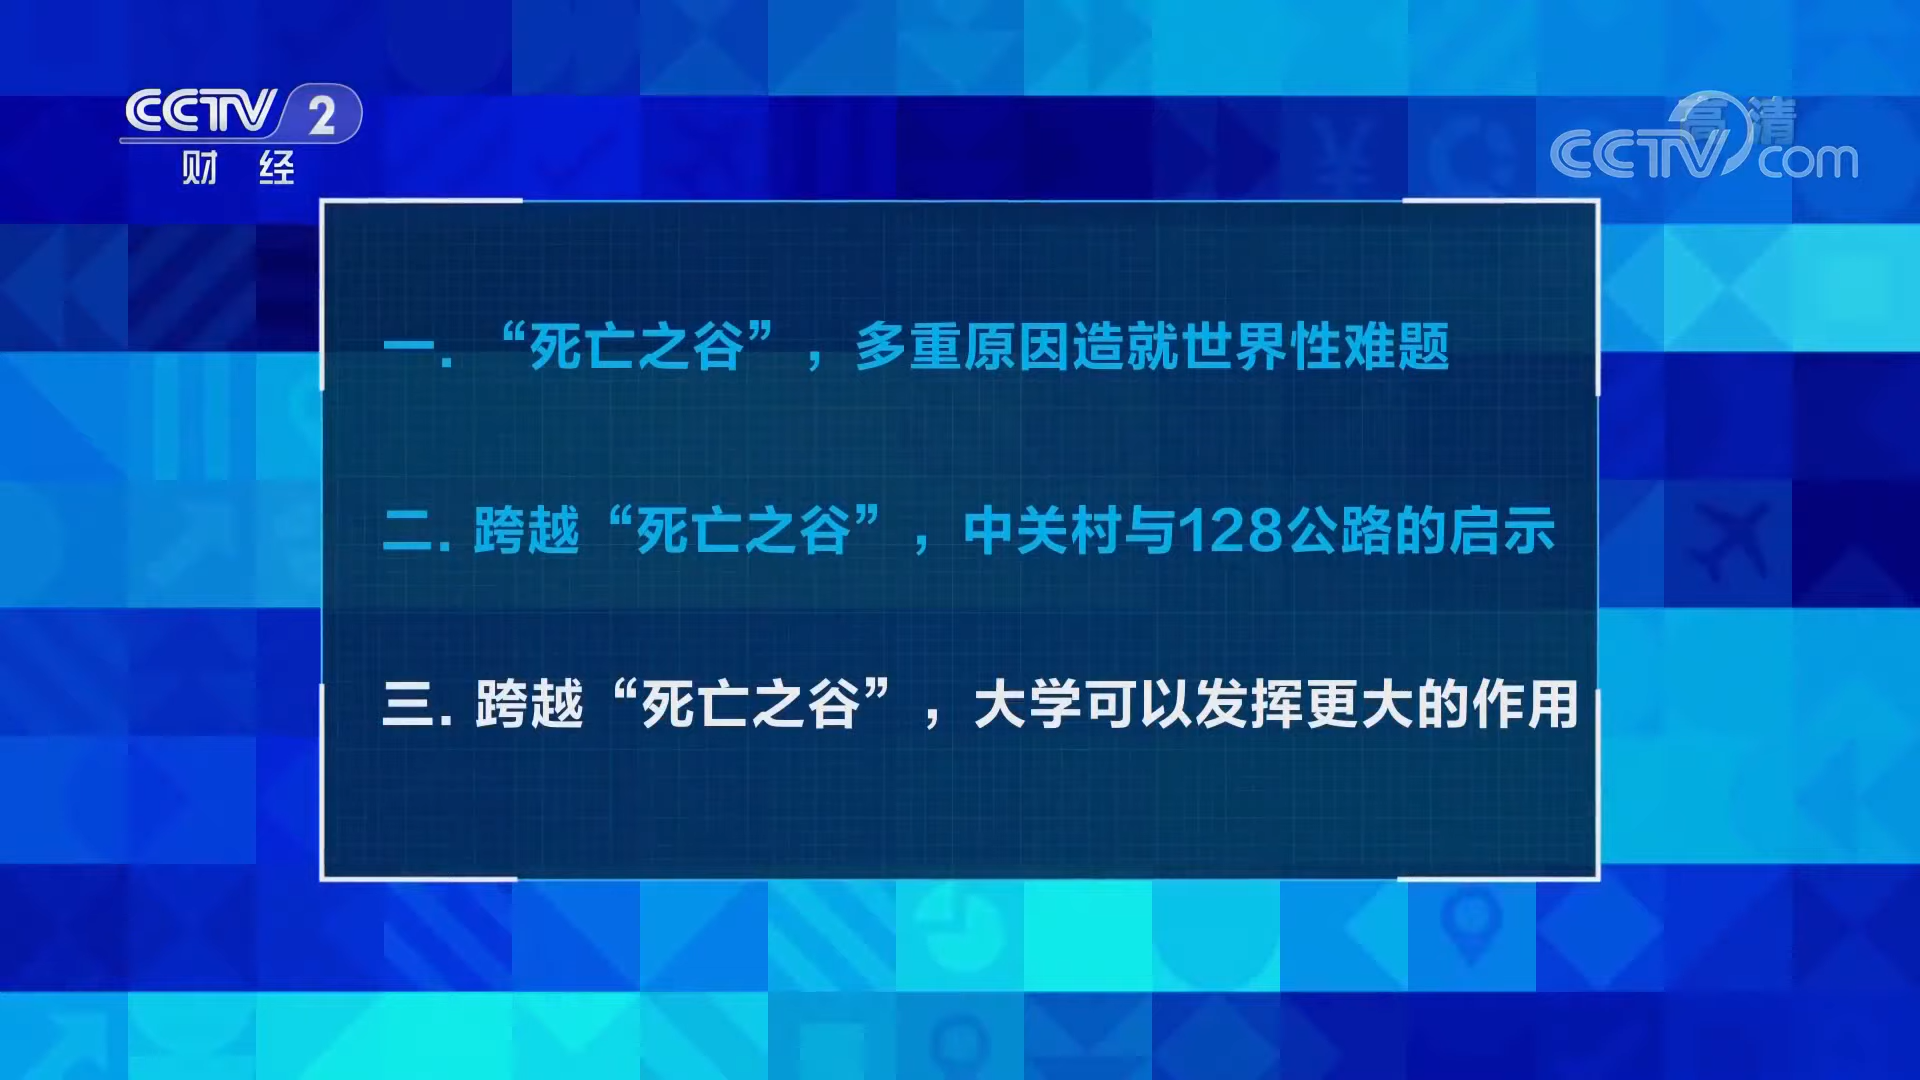 CCTV 2
财 经
高清
CCTV.com
一. “死亡之谷”，多重原因造就世界性难题
二. 跨越“死亡之谷”，中关村与128公路的启示
三. 跨越“死亡之谷”，大学可以发挥更大的作用